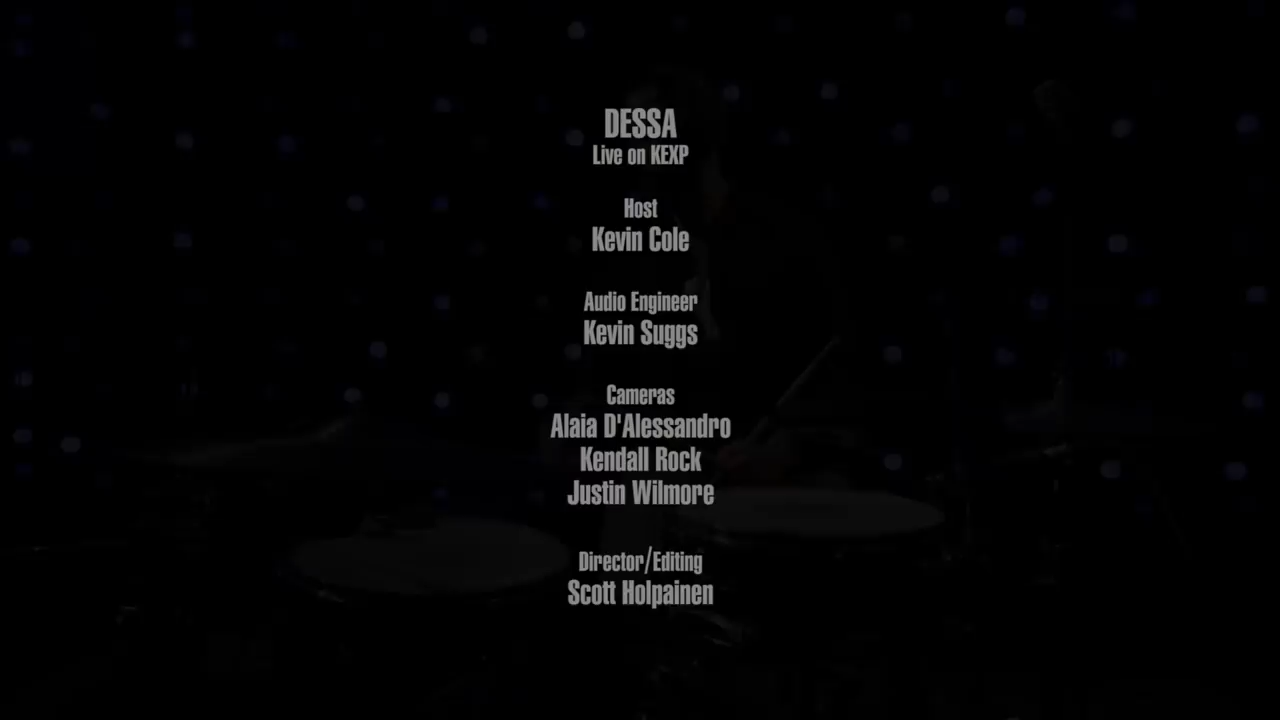 DESSA
Live on KEXP
Host
Kevin Cole
Audio Engineer
Kevin Suggs
Cameras
Alaia D'Alessandro
Kendall Rock
Justin Wilmore
Director/Editing
Scott Holpainen